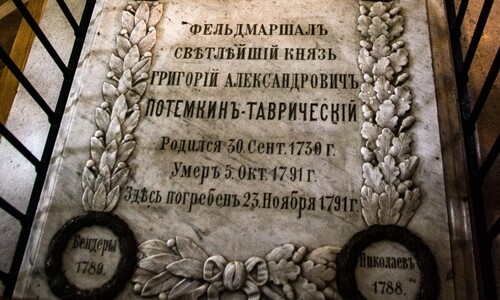 ФЕЛЬДМАРШАЛЪ
СВѢТЛѢЙШІЙ КНЯЗЬ
ГРИГОРІЙ АЛЕКСАНДРОВИЧЪ
ПОТЕМКИНЪ-ТАВРИЧЕСКІЙ
Родился 30. Сент. 1739 г.
Умеръ 5. Окт. 1791 г.
Здѣсь погребенъ 23. Ноября 1791 г.
Бендеры
1789.
Николаевъ
1788.